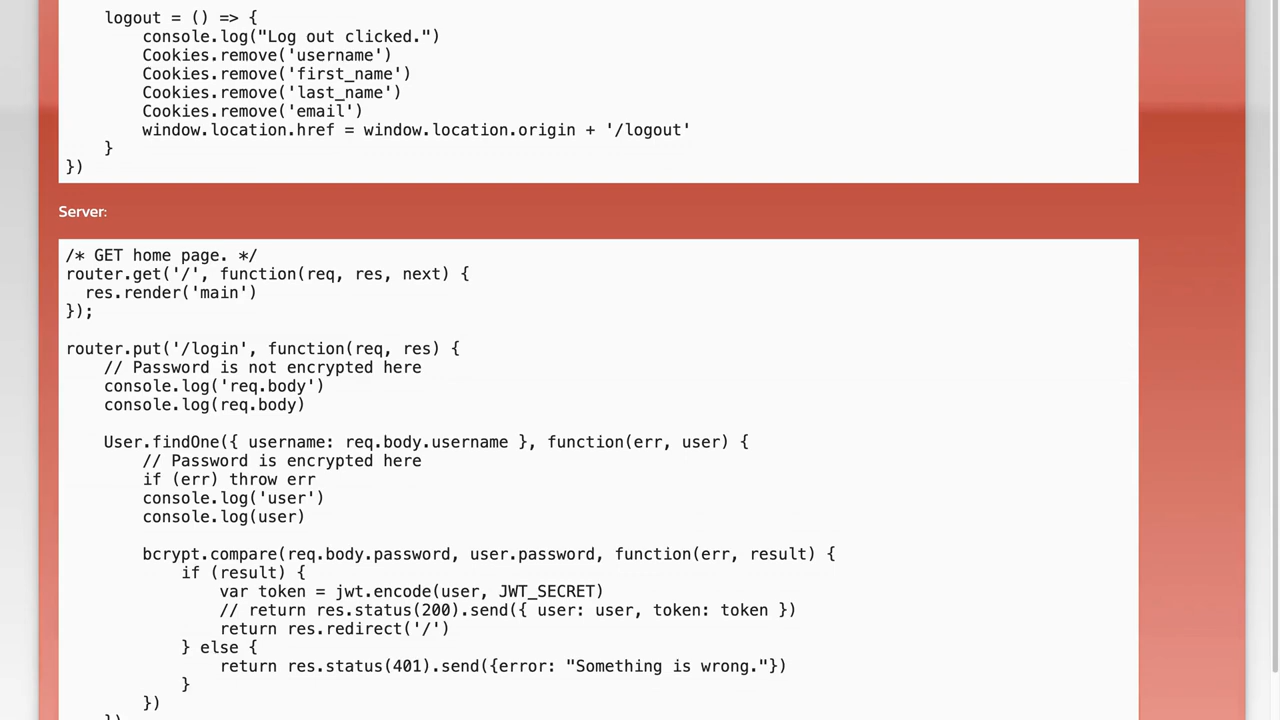 logout = () => {
console.log("Log out clicked.")
Cookies.remove('username')
Cookies.remove('first_name')
Cookies.remove('last_name')
Cookies.remove('email')
window.location.href = window.location.origin + '/logout'
}
})
Server:
/* GET home page. */
router.get('/', function(req, res, next) {
res.render('main')
});
router.put('/login', function(req, res) {
// Password is not encrypted here
console.log('req.body')
console.log(req.body)
User.findOne({ username: req.body.username }, function(err, user) {
// Password is encrypted here
if (err) throw err
console.log('user')
console.log(user)
bcrypt.compare(req.body.password, user.password, function(err, result) {
if (result) {
var token = jwt.encode(user, JWT_SECRET)
// return res.status(200).send({ user: user, token: token })
return res.redirect('/')
} else {
return res.status(401).send({error: "Something is wrong."})
}
})
})